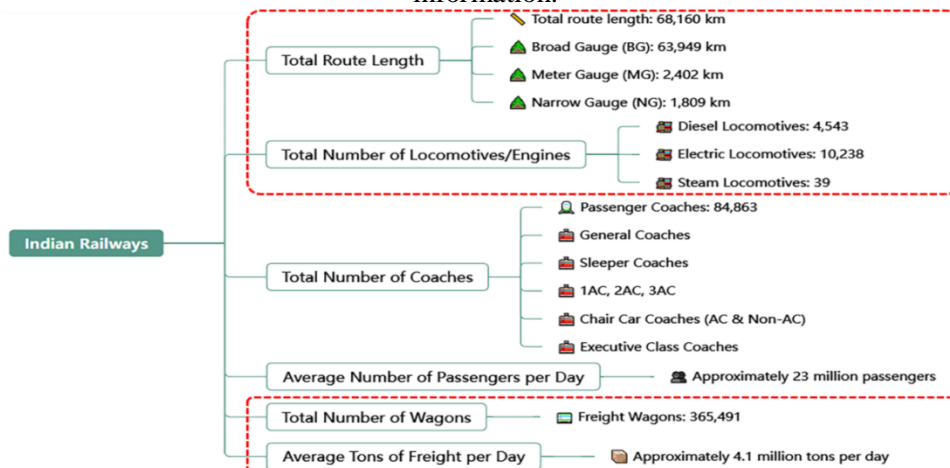 information.
Indian Railways
Total Route Length
Total route length: 68,160 km
Broad Gauge (BG): 63,949 km
Meter Gauge (MG): 2,402 km
Narrow Gauge (NG): 1,809 km
Total Number of Locomotives/Engines
Diesel Locomotives: 4,543
Electric Locomotives: 10,238
Steam Locomotives: 39
Total Number of Coaches
Passenger Coaches: 84,863
General Coaches
Sleeper Coaches
1AC, 2AC, 3AC
Chair Car Coaches (AC & Non-AC)
Executive Class Coaches
Average Number of Passengers per Day
Approximately 23 million passengers
Total Number of Wagons
Freight Wagons: 365,491
Average Tons of Freight per Day
Approximately 4.1 million tons per day